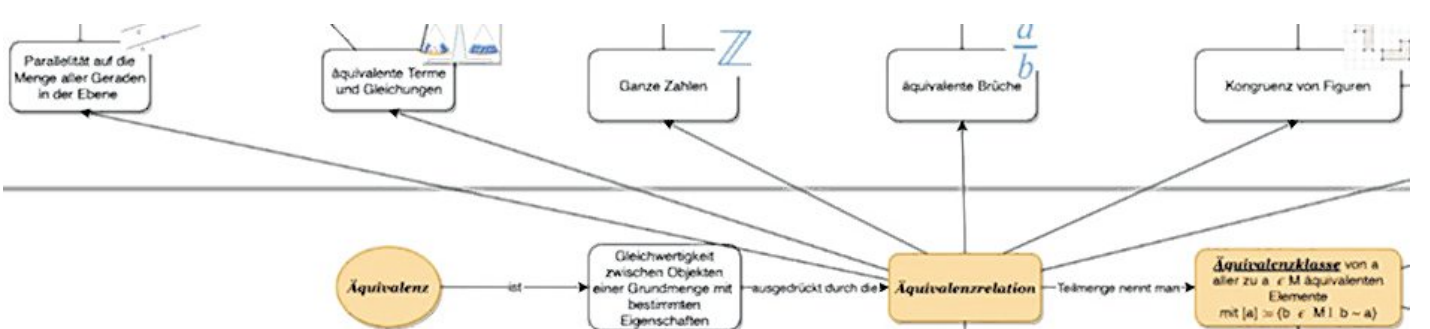 Parallelität auf die
Menge aller Geraden
in der Ebene
äquivalente Terme
und Gleichungen
Ganze Zahlen
ℤ
äquivalente Brüche
a
b
Kongruenz von Figuren
Äquivalenz
ist
Gleichwertigkeit
zwischen Objekten
einer Grundmenge mit
bestimmten
Eigenschaften
ausgedrückt durch die
Äquivalenzrelation
Teilmenge nennt man
Äquivalenzklasse von a
aller zu a ϵ M äquivalenten
Elemente
mit [a] := {b ϵ M | b ~ a}